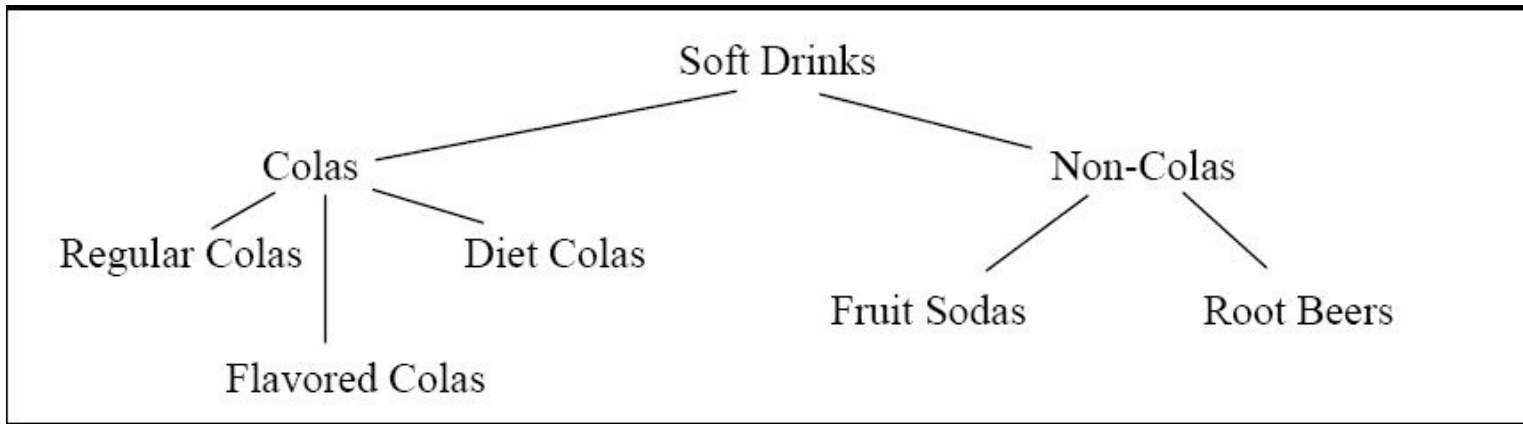 Soft Drinks
Colas
Non-Colas
Regular Colas
Diet Colas
Fruit Sodas
Root Beers
Flavored Colas